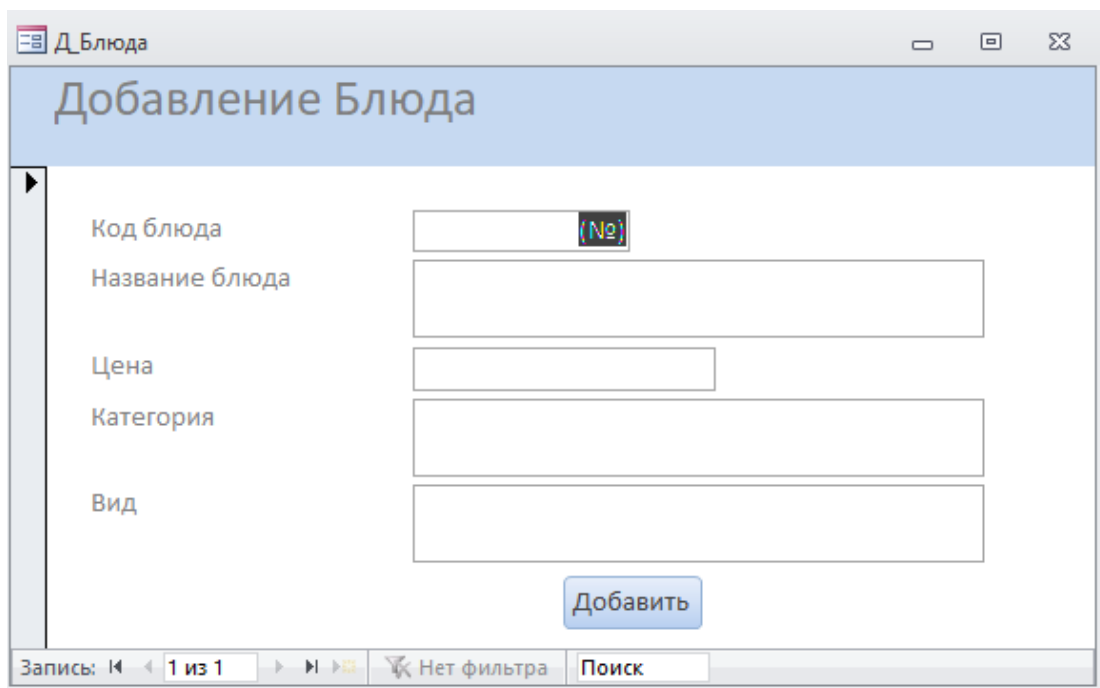 Д_Блюда
Добавление Блюда
Код блюда (№)
Название блюда
Цена
Категория
Вид
Добавить
Запись: 1 из 1 Нет фильтра Поиск